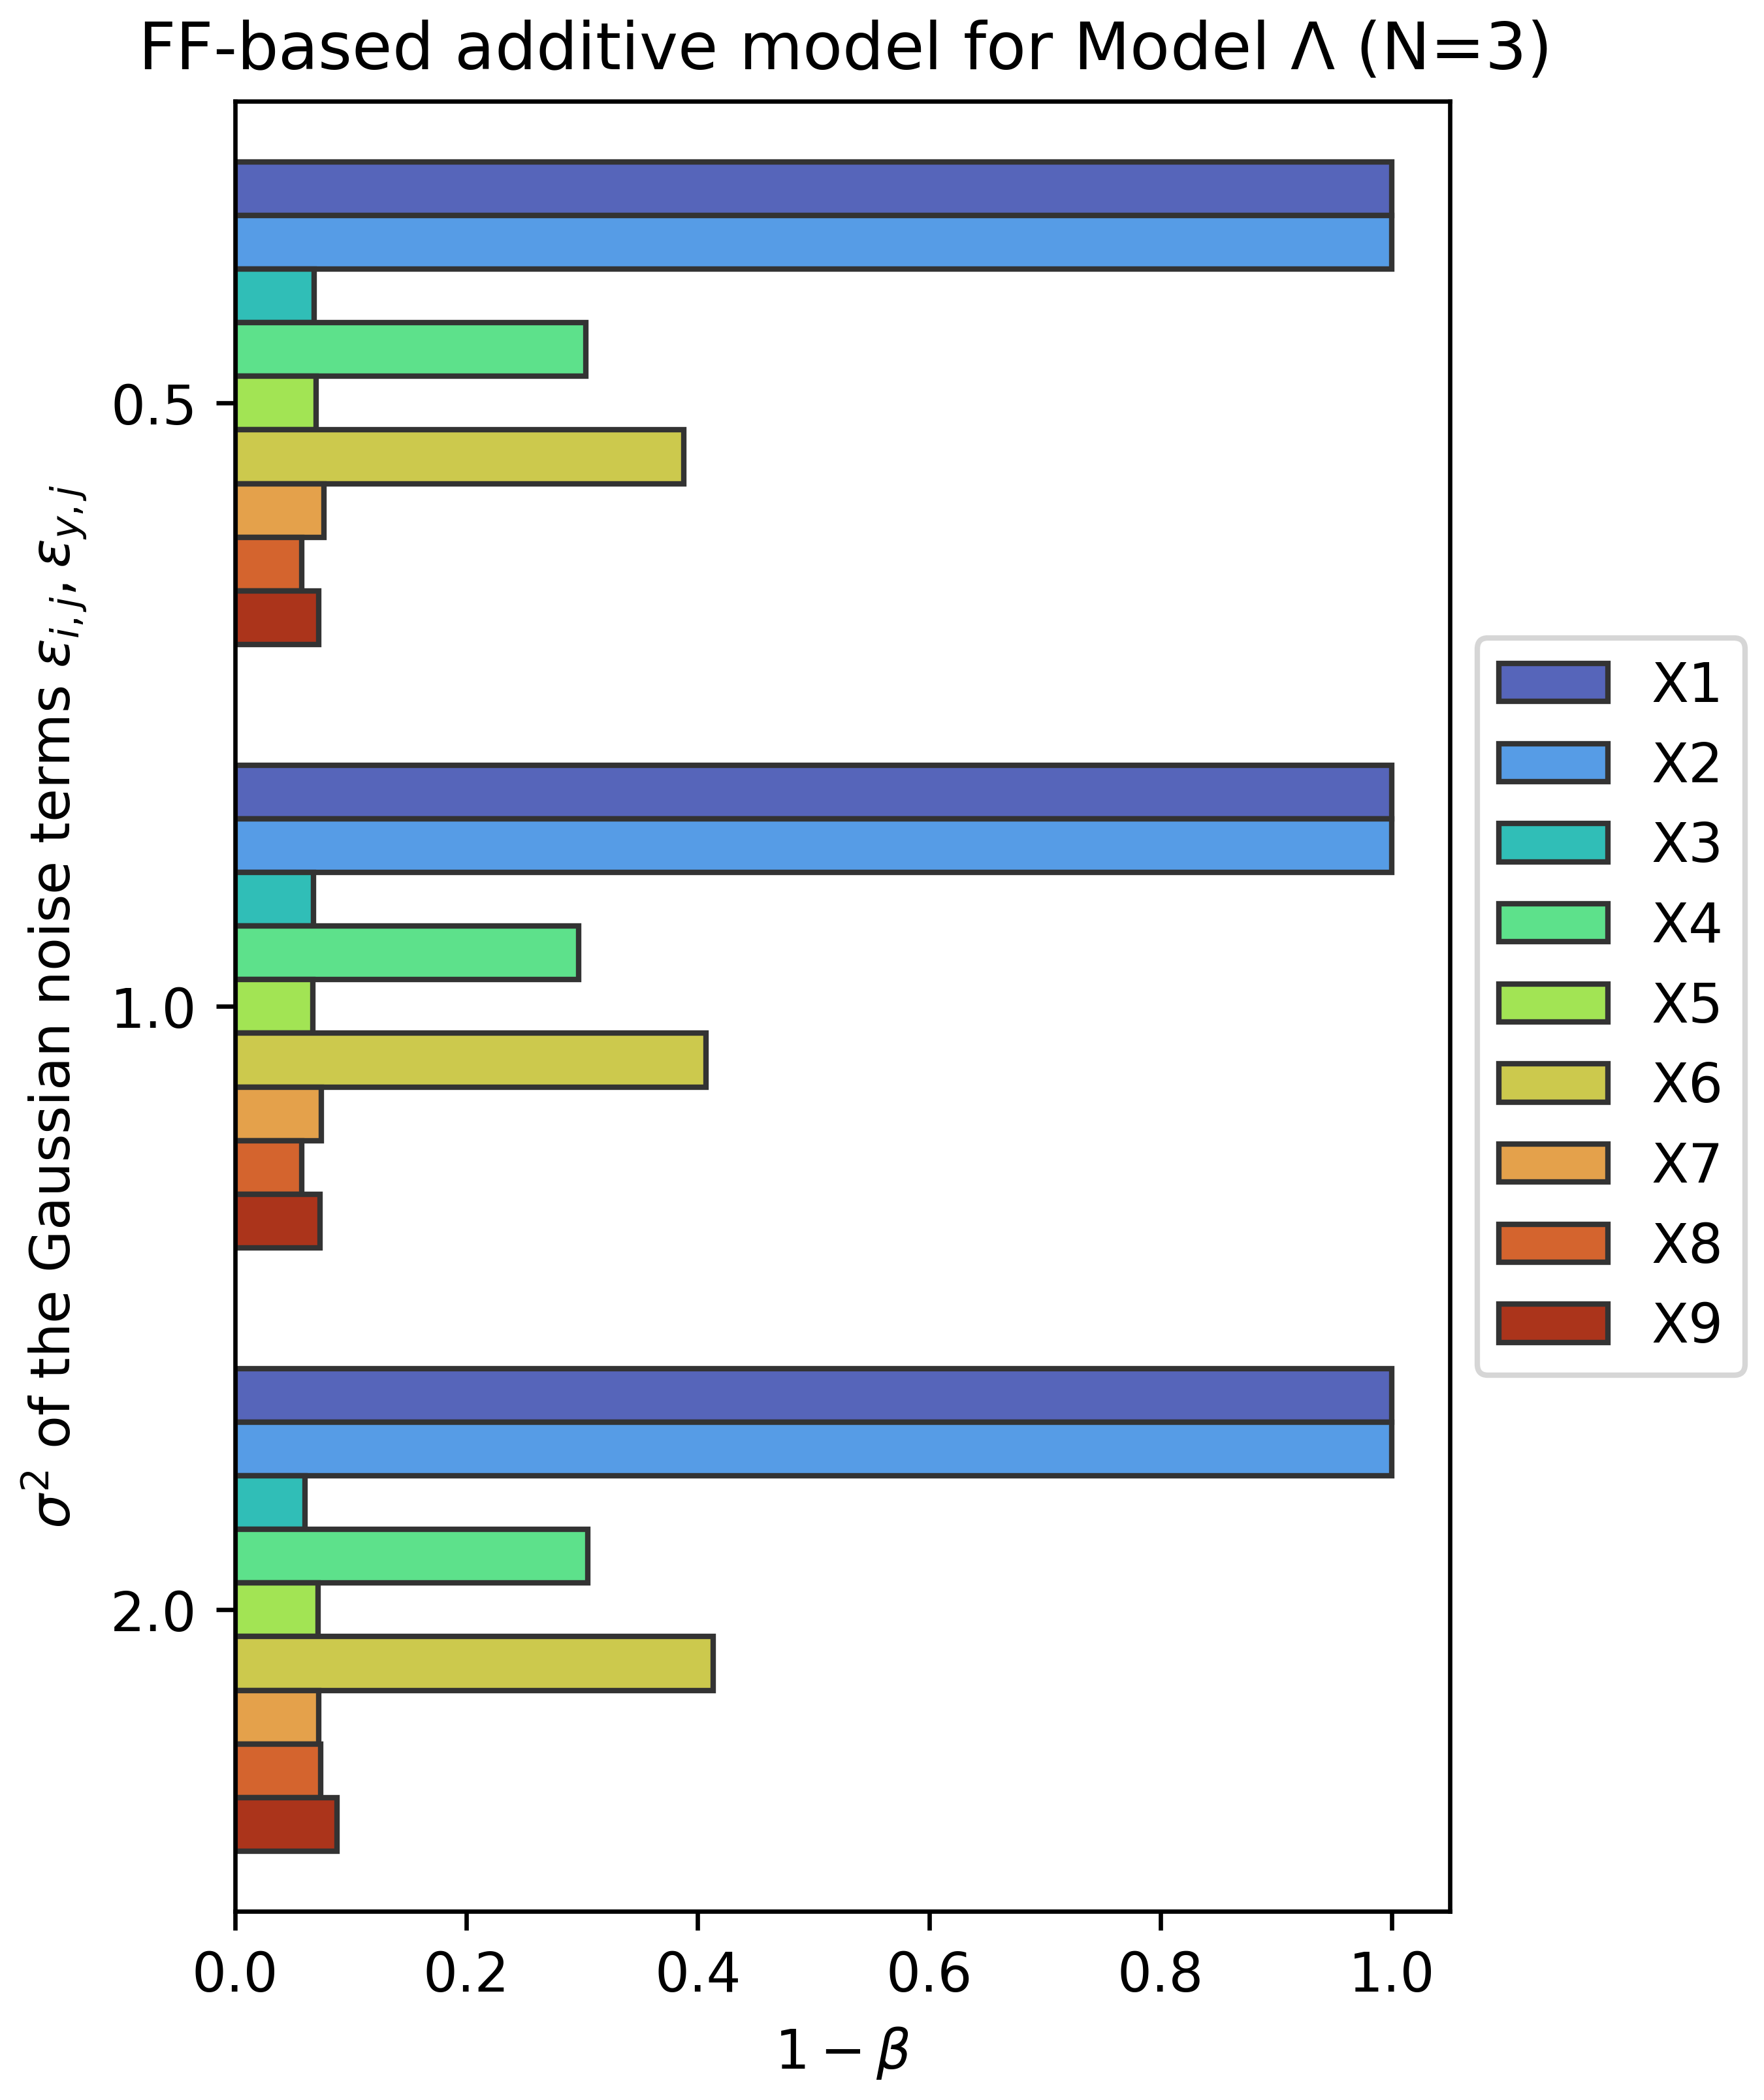 FF-based additive model for Model Λ (N=3)
σ² of the Gaussian noise terms ε_{i,j}, ε_{y,j}
0.5
1.0
2.0
0.0 0.2 0.4 0.6 0.8 1.0
1 − β
X1
X2
X3
X4
X5
X6
X7
X8
X9